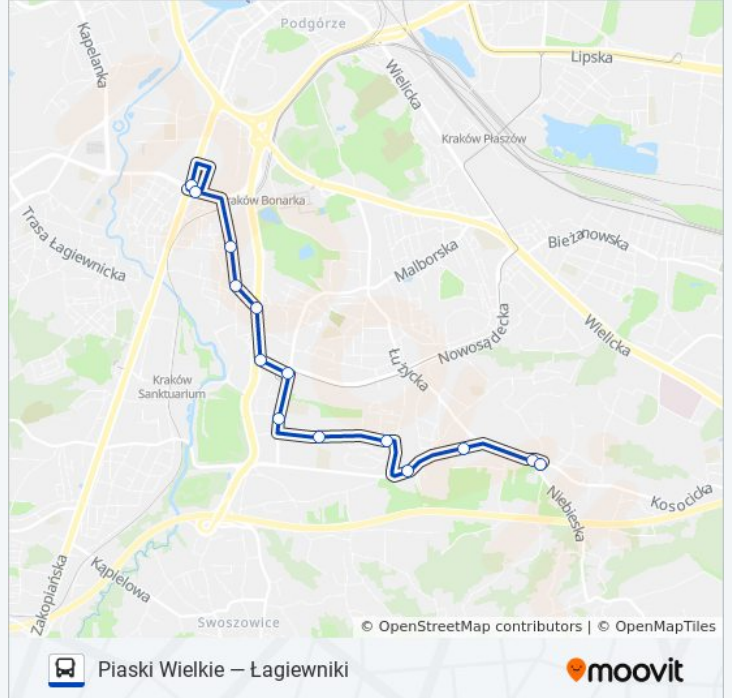 Podgórze
Kapelanka
Lipska
Wielicka
Kraków Płaszów
raków Bonarka
Trasa Łagiewnicka
Bieżanowska
Malborska
Wielicka
Nowosądecka
Łużycka
Kraków
Sanktuarium
Niebieska
Kosocicka
Kąpielowa
Zakopiańska
Swoszowice
© OpenStreetMap contributors | © OpenMapTiles
Piaski Wielkie — Łagiewniki
moovit